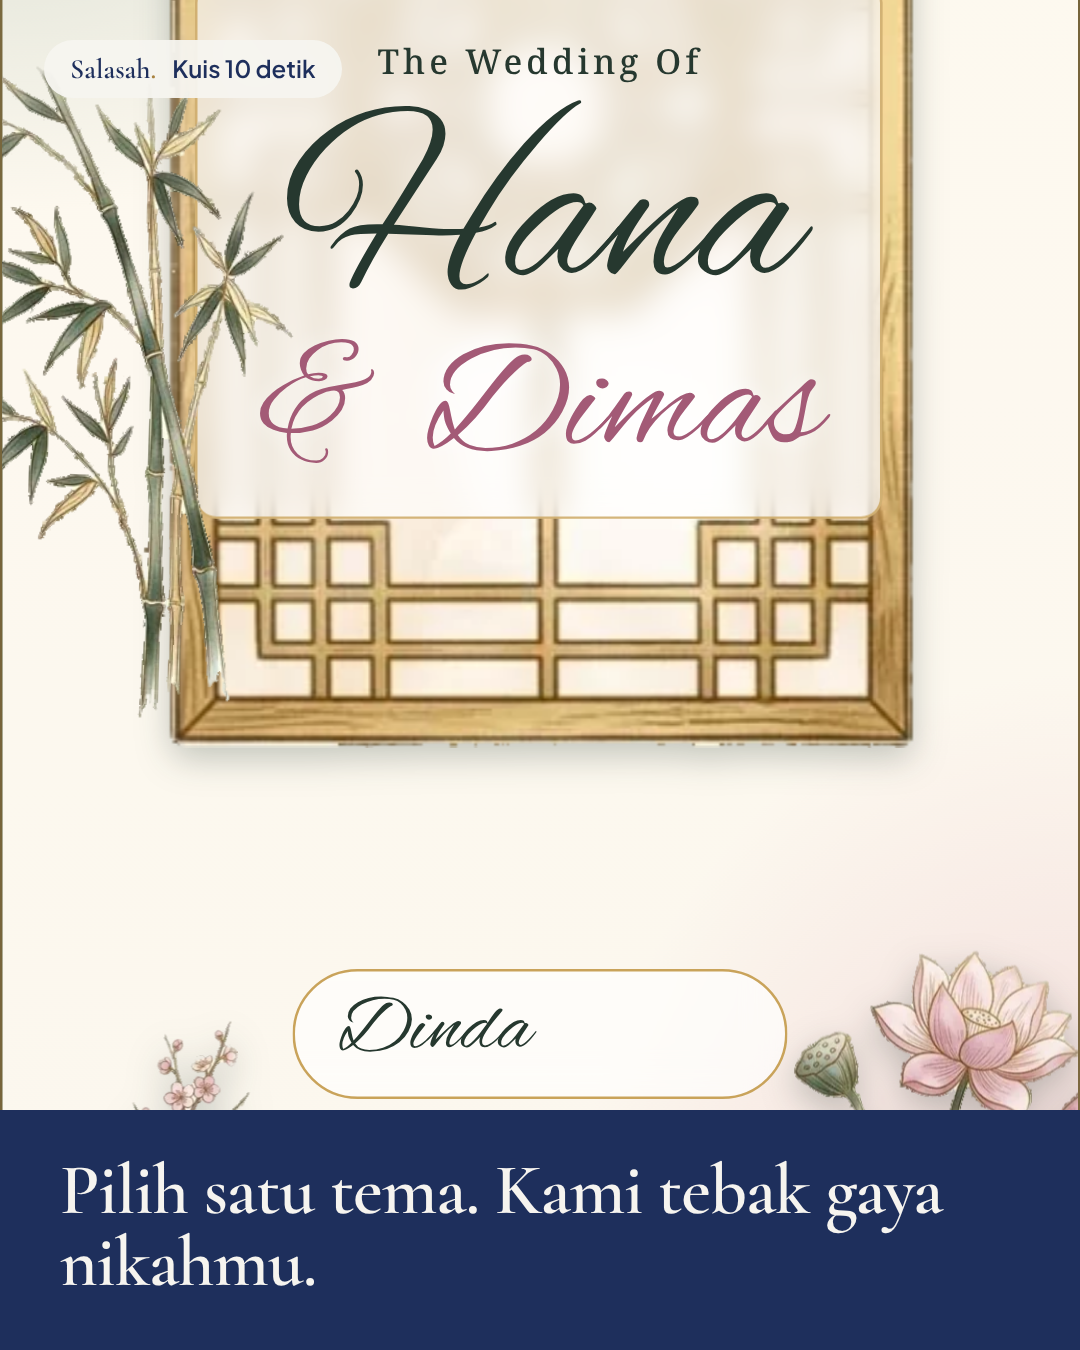 Salasah. Kuis 10 detik
The Wedding Of
Hana
& Dimas
Dinda
Pilih satu tema. Kami tebak gaya
nikahmu.